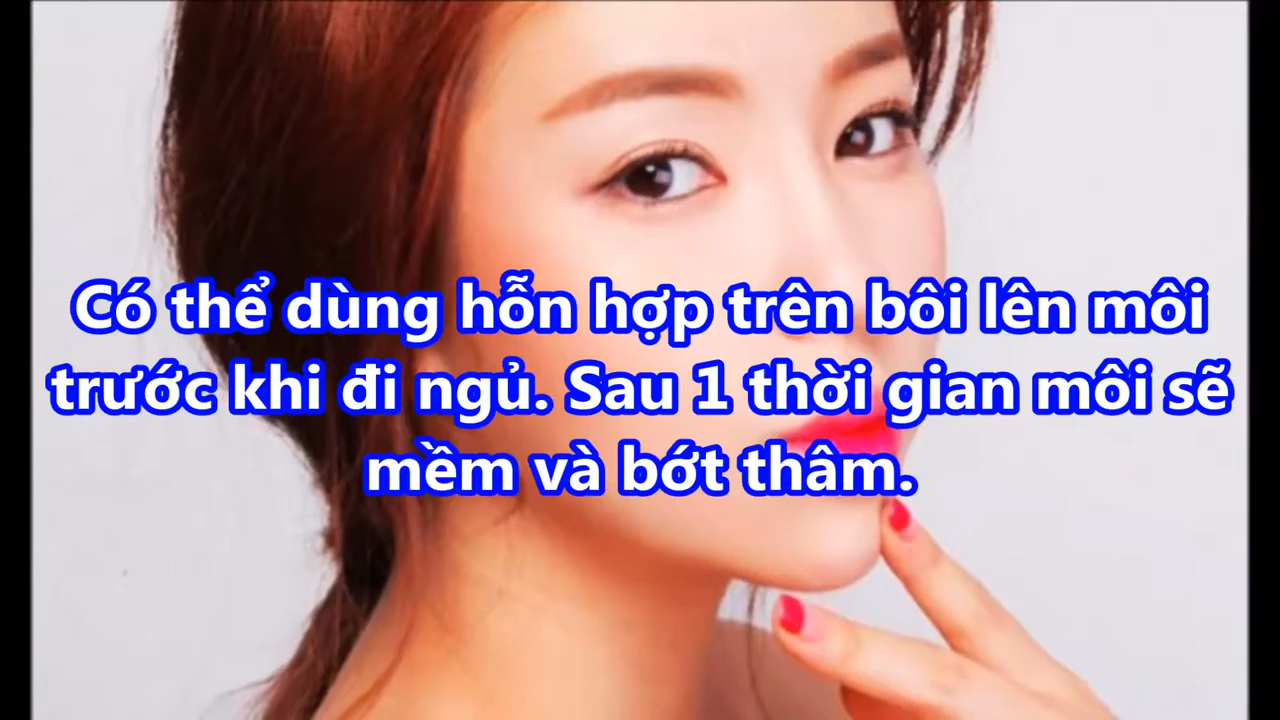 Có thể dùng hỗn hợp trên bôi lên môi
trước khi đi ngủ. Sau 1 thời gian môi sẽ
mềm và bớt thâm.